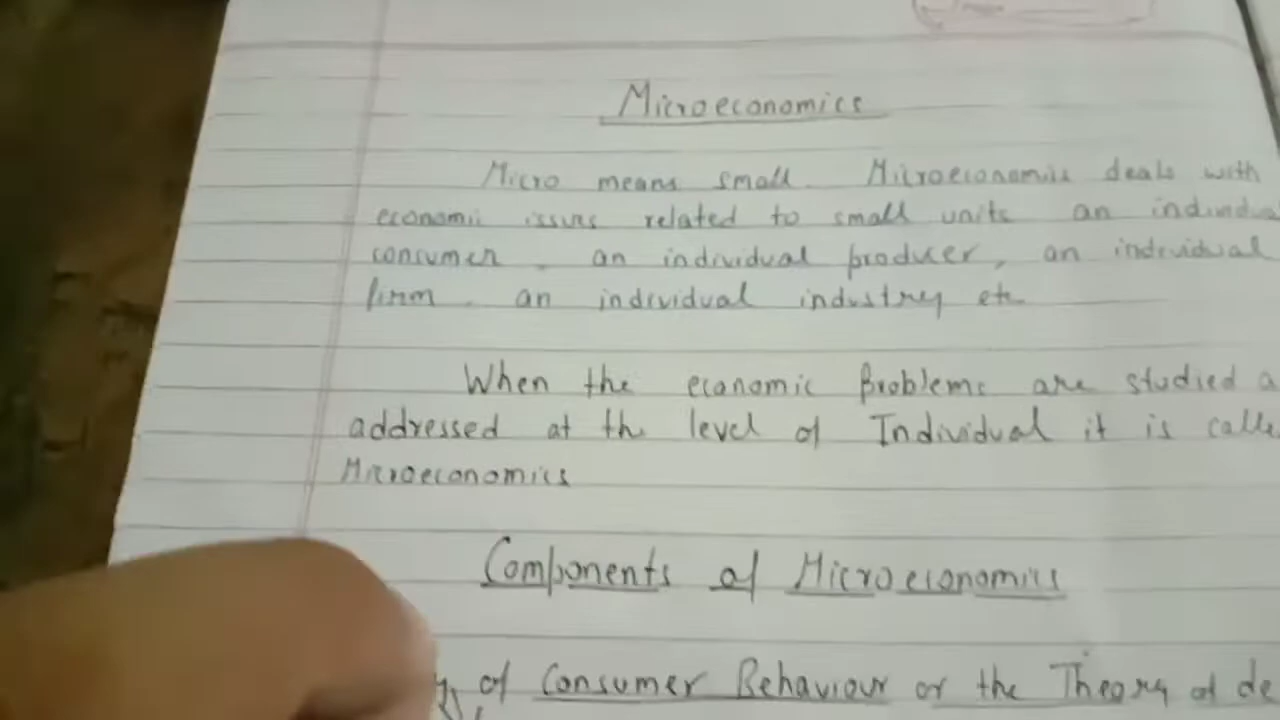 Microeconomics
Micro means small. Microeconomics deals with
economic issues related to small units an individua
consumer, an individual producer, an individual
firm, an individual industry etc
When the economic problems are studied a
addressed at the level of Individual it is calle
Microeconomics
Components of Microeconomics
of Consumer Behaviour or the Theory of de